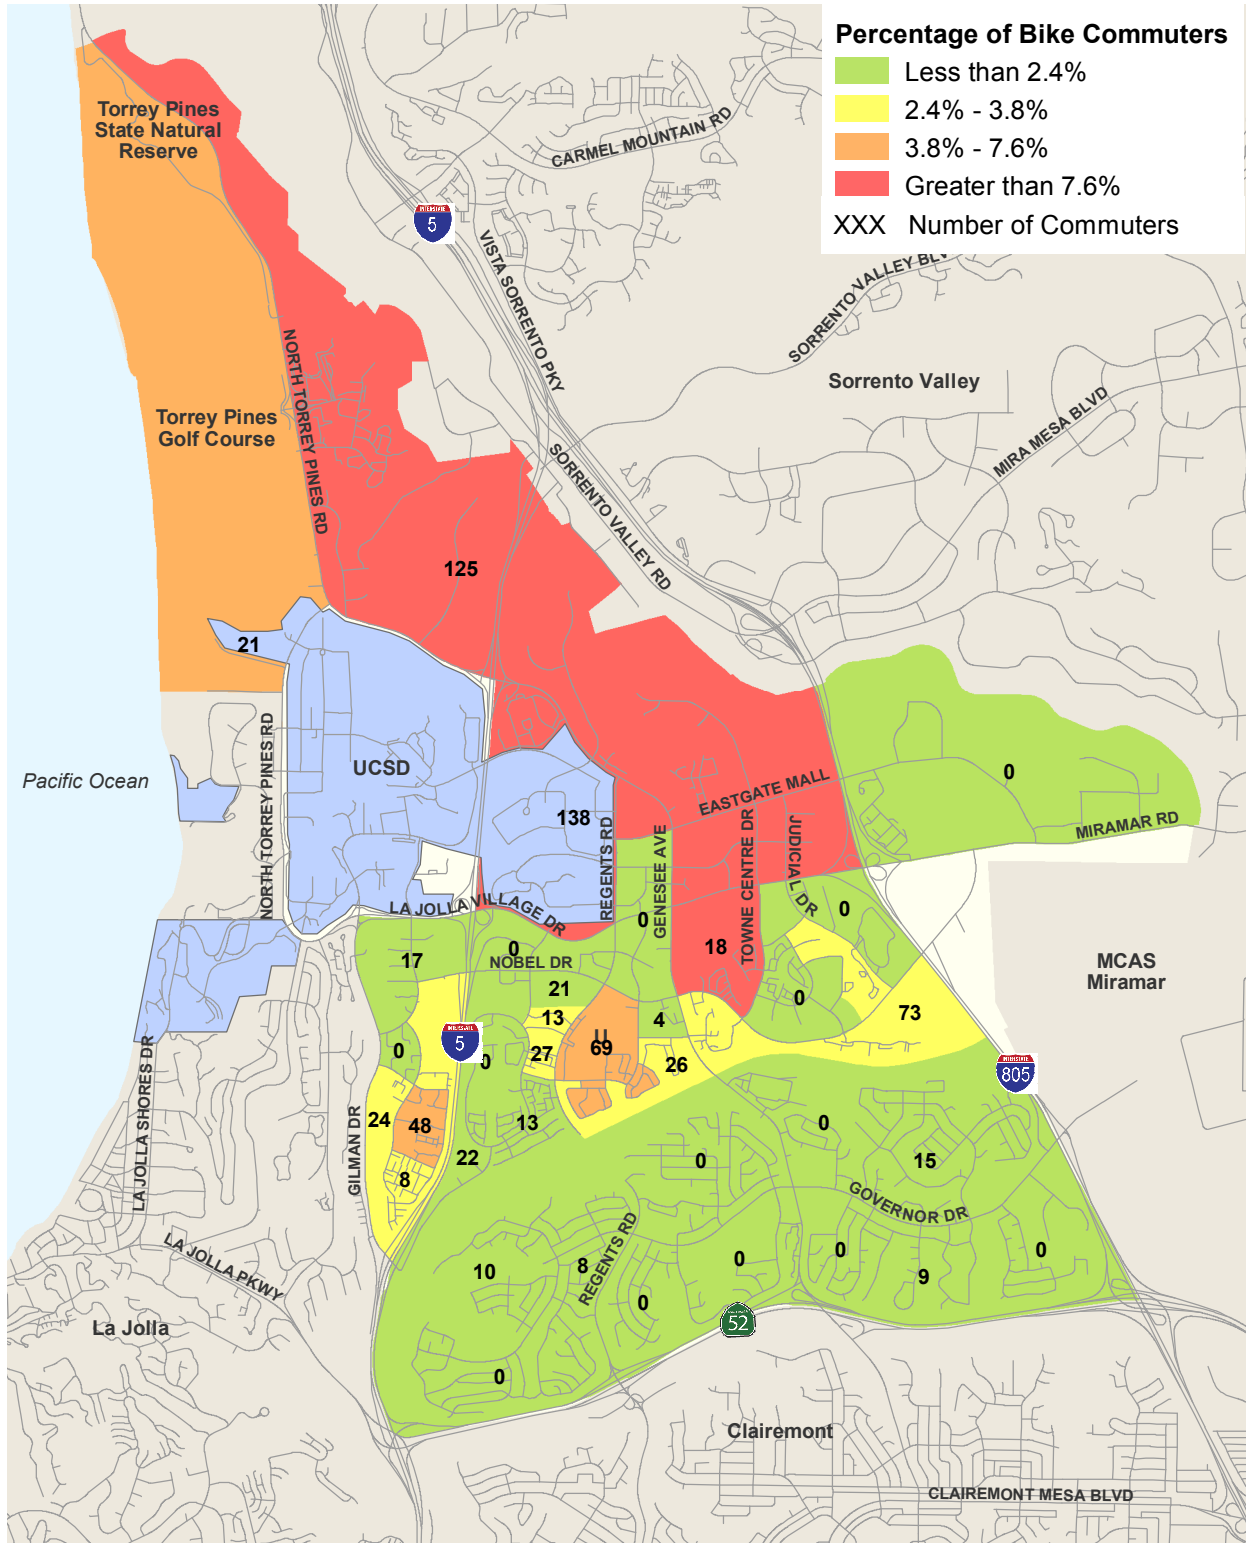 Percentage of Bike Commuters
Less than 2.4%
2.4% - 3.8%
3.8% - 7.6%
Greater than 7.6%
XXX Number of Commuters
Torrey Pines
State Natural
Reserve
CARMEL MOUNTAIN RD
INTERSTATE
5
VISTA SORRENTO PKY
SORRENTO VALLEY BLV
Sorrento Valley
MIRA MESA BLVD
NORTH TORREY PINES RD
Torrey Pines
Golf Course
SORRENTO VALLEY RD
125
21
NORTH TORREY PINES RD
UCSD
Pacific Ocean
138
REGENTS RD
EASTGATE MALL
0
MIRAMAR RD
GENESEE AVE
TOWNE CENTRE DR
JUDICIAL DR
LA JOLLA VILLAGE DR
0
0
0
18
17
NOBEL DR
MCAS
Miramar
21
0
13
4
73
INTERSTATE
5
0
0
27
69
26
INTERSTATE
805
LA JOLLA SHORES DR
GILMAN DR
24
48
13
0
22
0
15
8
GOVERNOR DR
LA JOLLA PKWY
10
8
REGENTS RD
0
0
9
0
0
52
La Jolla
0
Clairemont
CLAIREMONT MESA BLVD